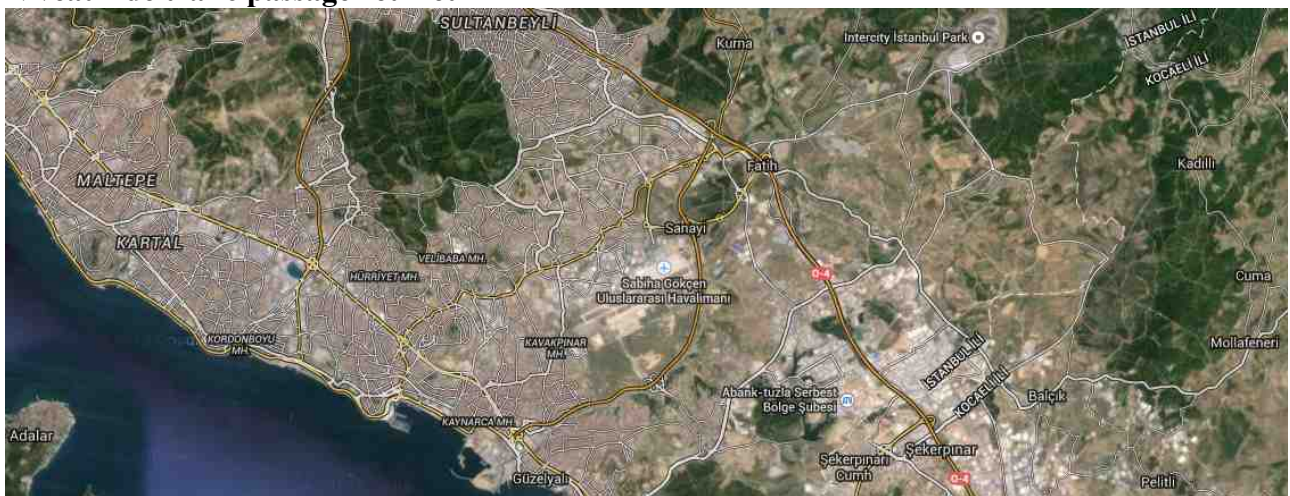 SULTANBEYLİ
Kurna
Intercity İstanbul Park
İSTANBUL İLİ
KOCAELİ İLİ
Kadıllı
Fatih
MALTEPE
Sanayi
KARTAL
VELİBABA MH.
HÜRRİYET MH.
Sabiha Gökçen
Uluslararası Havalimanı
O-4
Cuma
Mollafeneri
KORDONBOYU
MH.
KAVAKPINAR
MH.
İSTANBUL İLİ
KOCAELİ İLİ
Abank-tuzla Serbest
Bolge Şubesi
Balçık
Adalar
KAYNARCA MH.
Güzelyalı
Şekerpınarı
Cumh
Şekerpınar
O-4
Pelitli